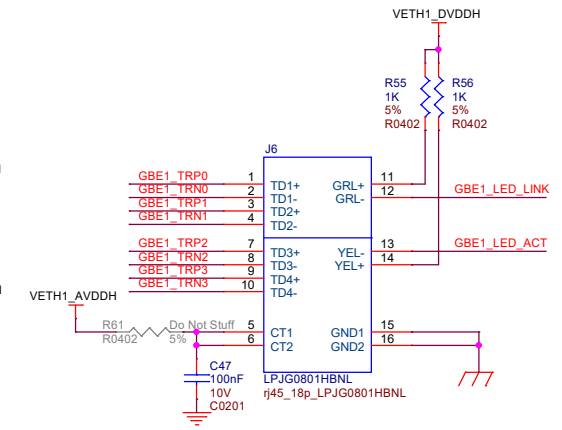 VETH1_DVDDH
R55
1K
5%
R0402
R56
1K
5%
R0402
J6
GBE1_TRP0
1
TD1+
GRL+
11
GBE1_TRN0
2
TD1-
GRL-
12
GBE1_LED_LINK
GBE1_TRP1
3
TD2+
GBE1_TRN1
4
TD2-
GBE1_TRP2
7
TD3+
YEL-
13
GBE1_LED_ACT
GBE1_TRN2
8
TD3-
YEL+
14
GBE1_TRP3
9
TD4+
GBE1_TRN3
10
TD4-
VETH1_AVDDH
R61
Do Not Stuff
R0402
5%
5
CT1
GND1
15
6
CT2
GND2
16
C47
100nF
10V
C0201
LPJG0801HBNL
rj45_18p_LPJG0801HBNL